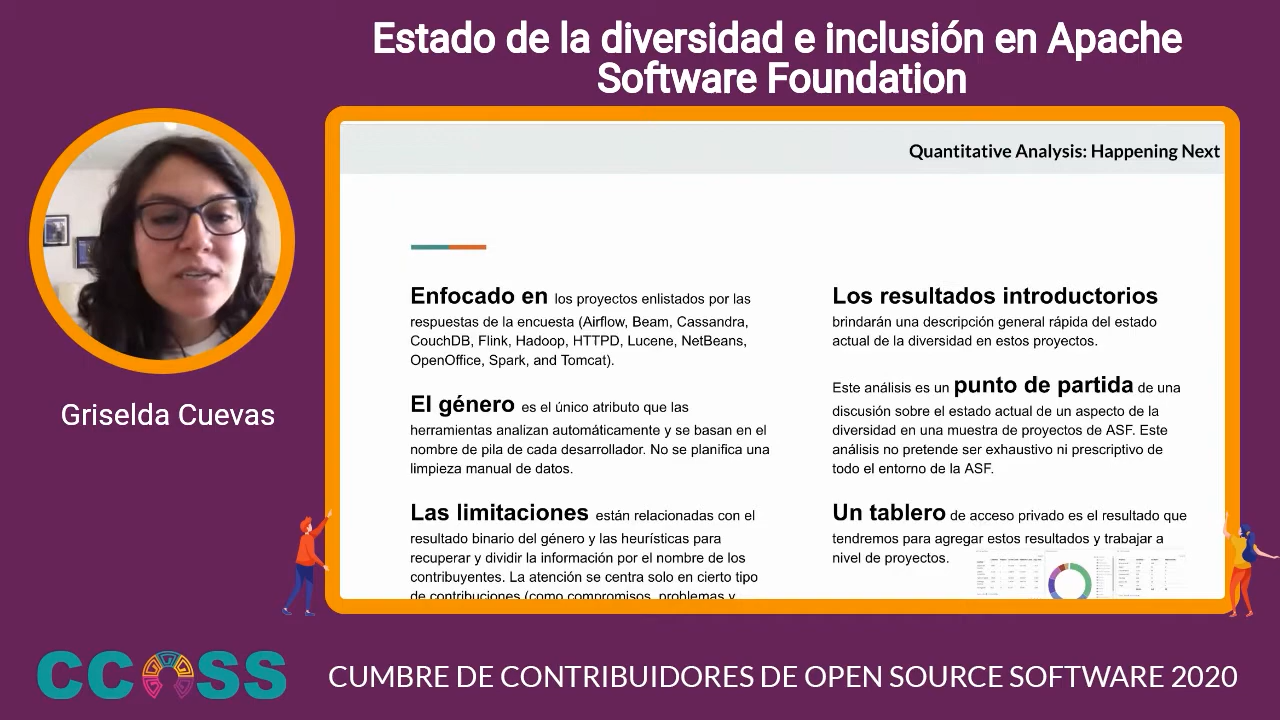 Estado de la diversidad e inclusión en Apache
Software Foundation
Quantitative Analysis: Happening Next
Enfocado en los proyectos enlistados por las
respuestas de la encuesta (Airflow, Beam, Cassandra,
CouchDB, Flink, Hadoop, HTTPD, Lucene, NetBeans,
OpenOffice, Spark, and Tomcat).
El género es el único atributo que las
herramientas analizan automáticamente y se basan en el
nombre de pila de cada desarrollador. No se planifica una
limpieza manual de datos.
Las limitaciones están relacionadas con el
resultado binario del género y las heurísticas para
recuperar y dividir la información por el nombre de los
contribuyentes. La atención se centra solo en cierto tipo
de contribuciones (como compromisos, problemas y
Los resultados introductorios
brindarán una descripción general rápida del estado
actual de la diversidad en estos proyectos.
Este análisis es un punto de partida de una
discusión sobre el estado actual de un aspecto de la
diversidad en una muestra de proyectos de ASF. Este
análisis no pretende ser exhaustivo ni prescriptivo de
todo el entorno de la ASF.
Un tablero de acceso privado es el resultado que
tendremos para agregar estos resultados y trabajar a
nivel de proyectos.
Griselda Cuevas
CCOSS
CUMBRE DE CONTRIBUIDORES DE OPEN SOURCE SOFTWARE 2020